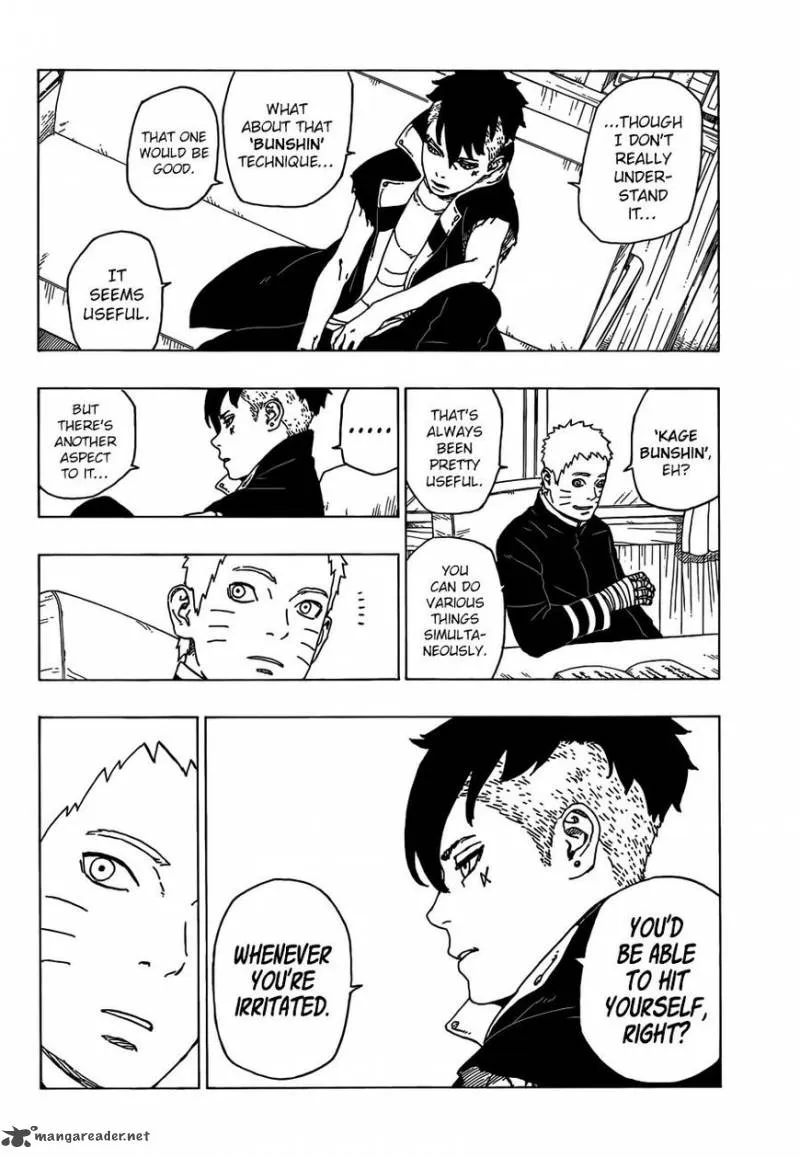 ...THOUGH
I DON'T
REALLY
UNDER-
STAND
IT...
WHAT
ABOUT THAT
'BUNSHIN'
TECHNIQUE...
THAT ONE
WOULD BE
GOOD.
IT
SEEMS
USEFUL.
'KAGE
BUNSHIN',
EH?
THAT'S
ALWAYS
BEEN
PRETTY
USEFUL.
YOU
CAN DO
VARIOUS
THINGS
SIMULTA-
NEOUSLY.
......
BUT
THERE'S
ANOTHER
ASPECT
TO IT...
YOU'D
BE ABLE
TO HIT
YOURSELF,
RIGHT?
WHENEVER
YOU'RE
IRRITATED.
mangareader.net